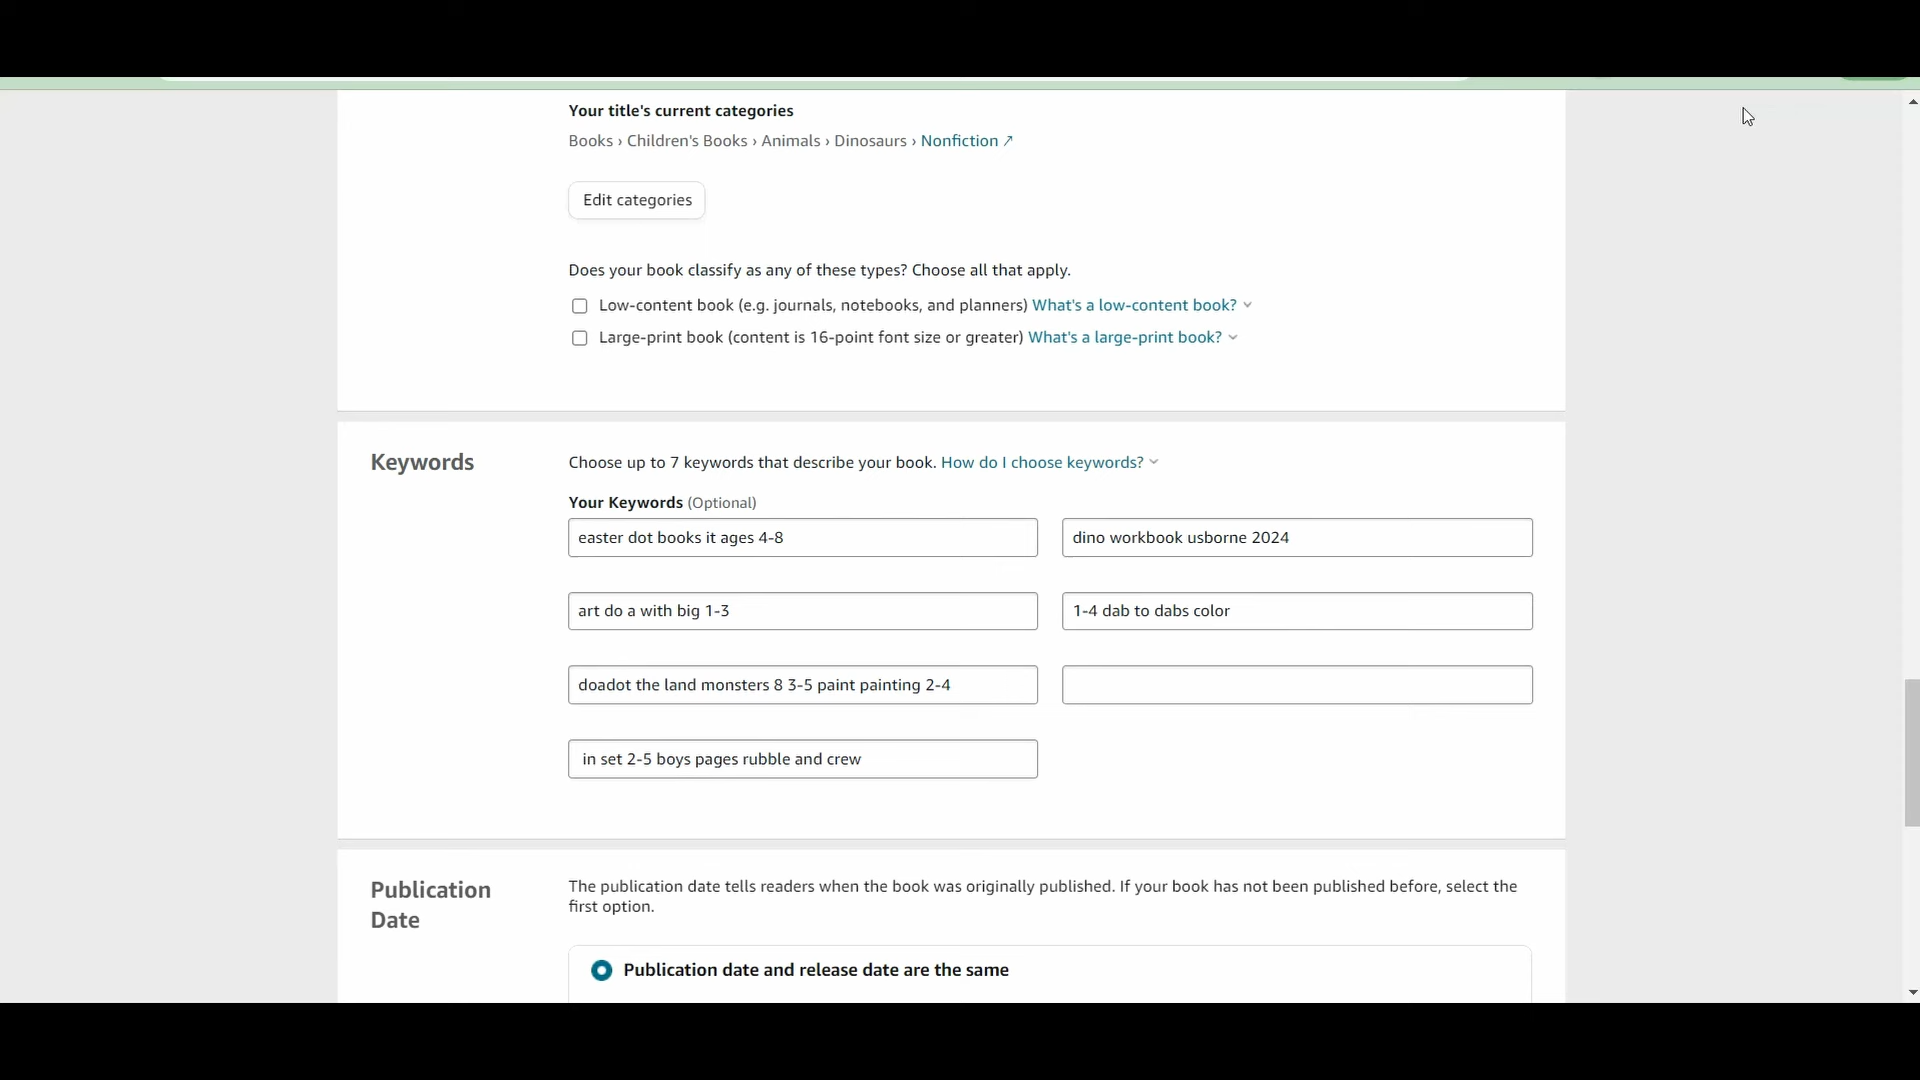 Your title's current categories
Books › Children's Books › Animals › Dinosaurs › Nonfiction ↗
Edit categories
Does your book classify as any of these types? Choose all that apply.
Low-content book (e.g. journals, notebooks, and planners) What's a low-content book?
Large-print book (content is 16-point font size or greater) What's a large-print book?
Keywords
Choose up to 7 keywords that describe your book. How do I choose keywords?
Your Keywords (Optional)
easter dot books it ages 4-8
dino workbook usborne 2024
art do a with big 1-3
1-4 dab to dabs color
doadot the land monsters 8 3-5 paint painting 2-4
in set 2-5 boys pages rubble and crew
Publication
Date
The publication date tells readers when the book was originally published. If your book has not been published before, select the
first option.
Publication date and release date are the same